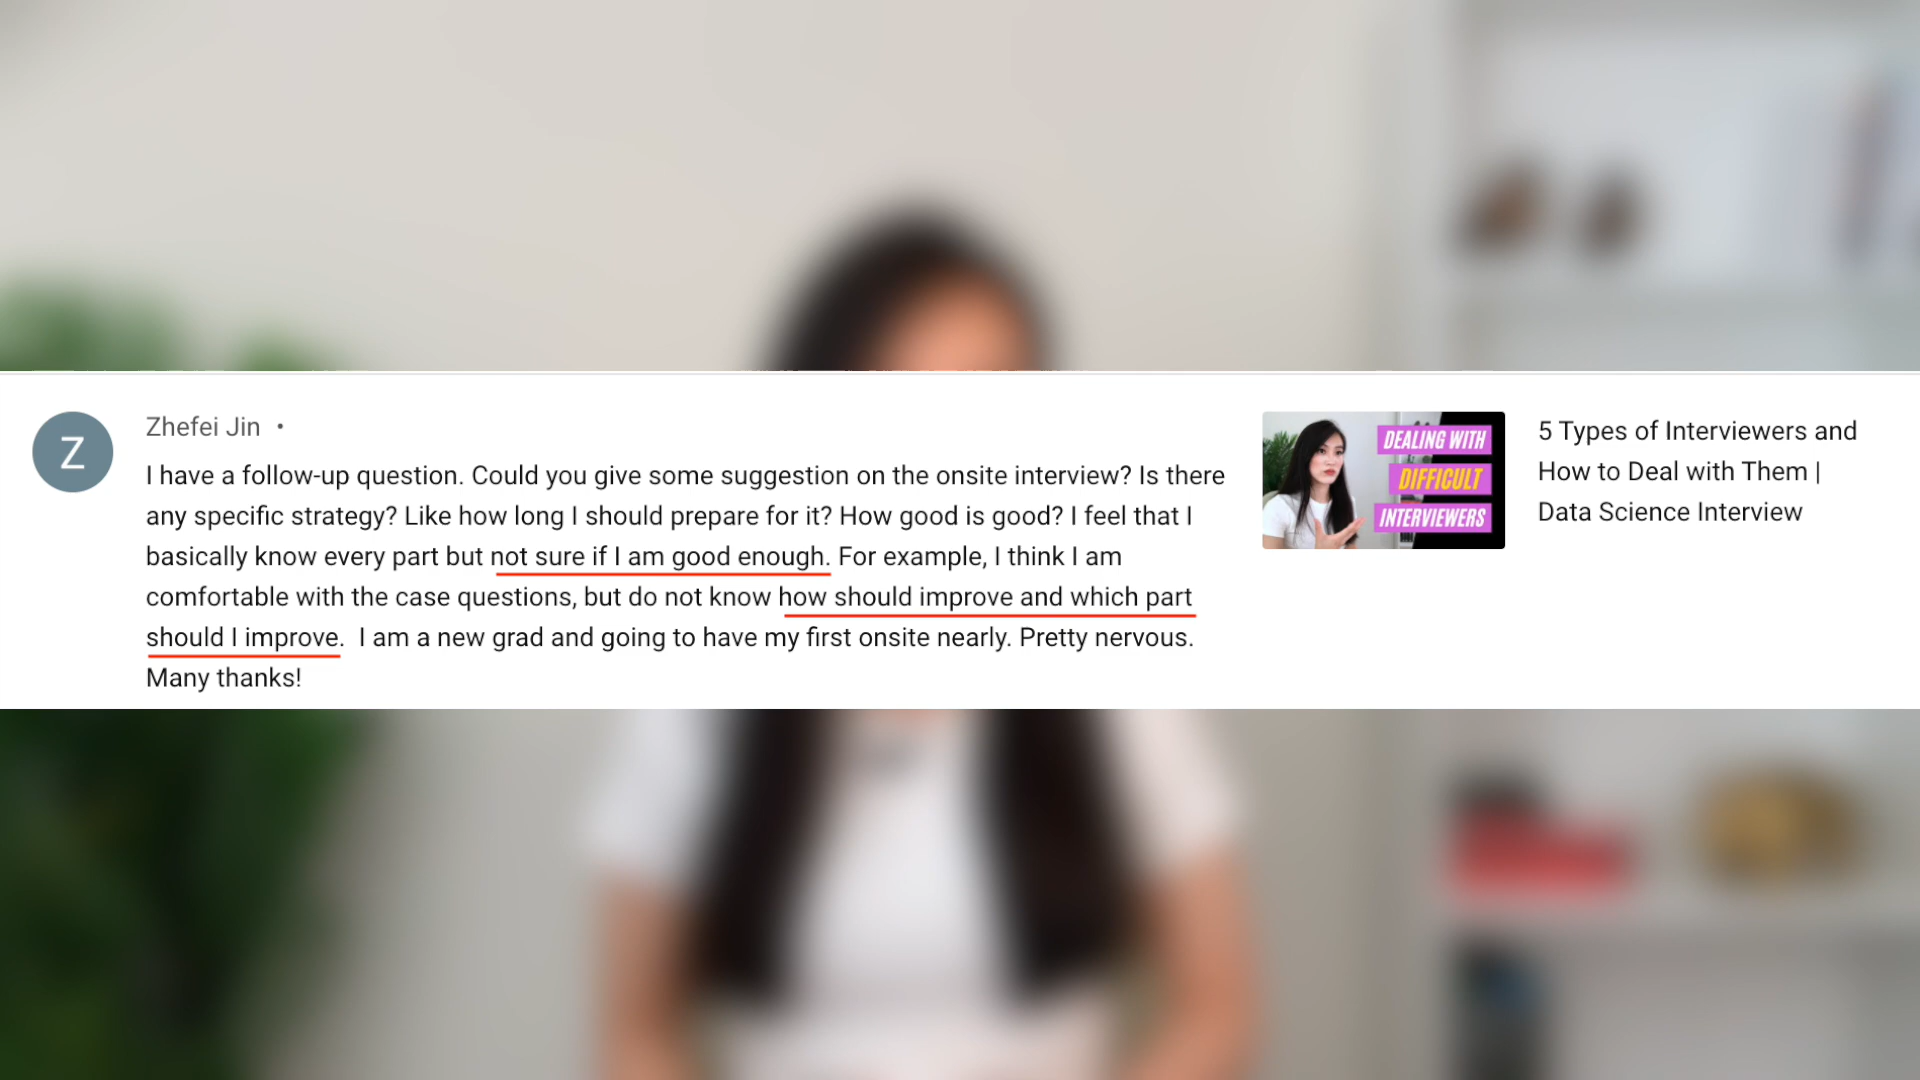 Z
Zhefei Jin •
I have a follow-up question. Could you give some suggestion on the onsite interview? Is there
any specific strategy? Like how long I should prepare for it? How good is good? I feel that I
basically know every part but not sure if I am good enough. For example, I think I am
comfortable with the case questions, but do not know how should improve and which part
should I improve.  I am a new grad and going to have my first onsite nearly. Pretty nervous.
Many thanks!
DEALING WITH
DIFFICULT
INTERVIEWERS
5 Types of Interviewers and
How to Deal with Them |
Data Science Interview